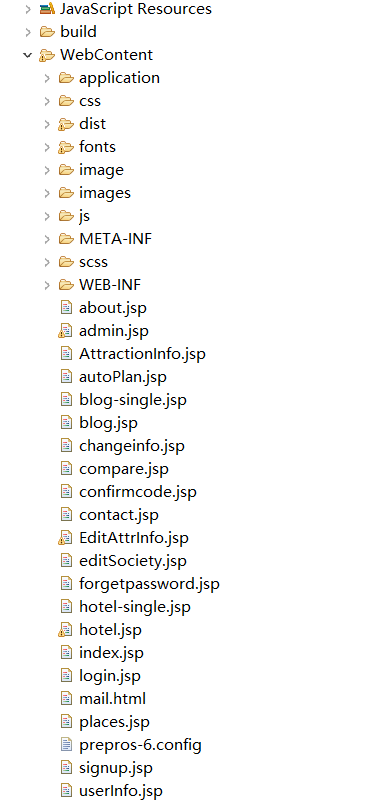 JavaScript Resources
build
WebContent
application
css
dist
fonts
image
images
js
META-INF
scss
WEB-INF
about.jsp
admin.jsp
AttractionInfo.jsp
autoPlan.jsp
blog-single.jsp
blog.jsp
changeinfo.jsp
compare.jsp
confirmcode.jsp
contact.jsp
EditAttrInfo.jsp
editSociety.jsp
forgetpassword.jsp
hotel-single.jsp
hotel.jsp
index.jsp
login.jsp
mail.html
places.jsp
prepros-6.config
signup.jsp
userInfo.jsp